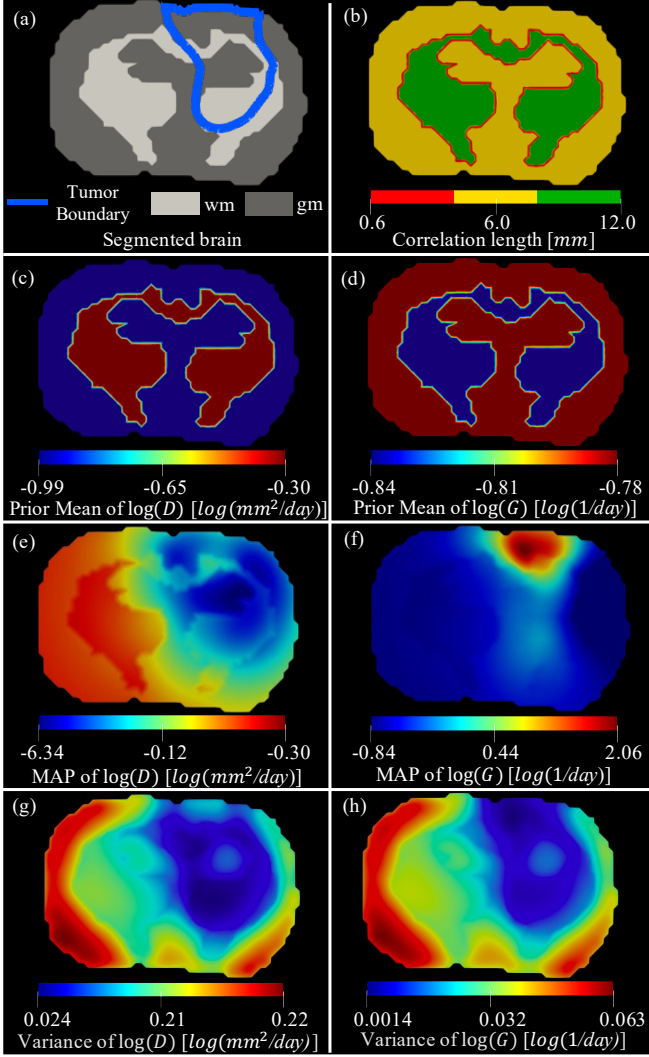 (a)
(b)
Tumor Boundary
wm
gm
Segmented brain
0.6 6.0 12.0
Correlation length [mm]
(c)
(d)
-0.99 -0.65 -0.30
Prior Mean of log(D) [log(mm²/day)]
-0.84 -0.81 -0.78
Prior Mean of log(G) [log(1/day)]
(e)
(f)
-6.34 -0.12 -0.30
MAP of log(D) [log(mm²/day)]
-0.84 0.44 2.06
MAP of log(G) [log(1/day)]
(g)
(h)
0.024 0.21 0.22
Variance of log(D) [log(mm²/day)]
0.0014 0.032 0.063
Variance of log(G) [log(1/day)]